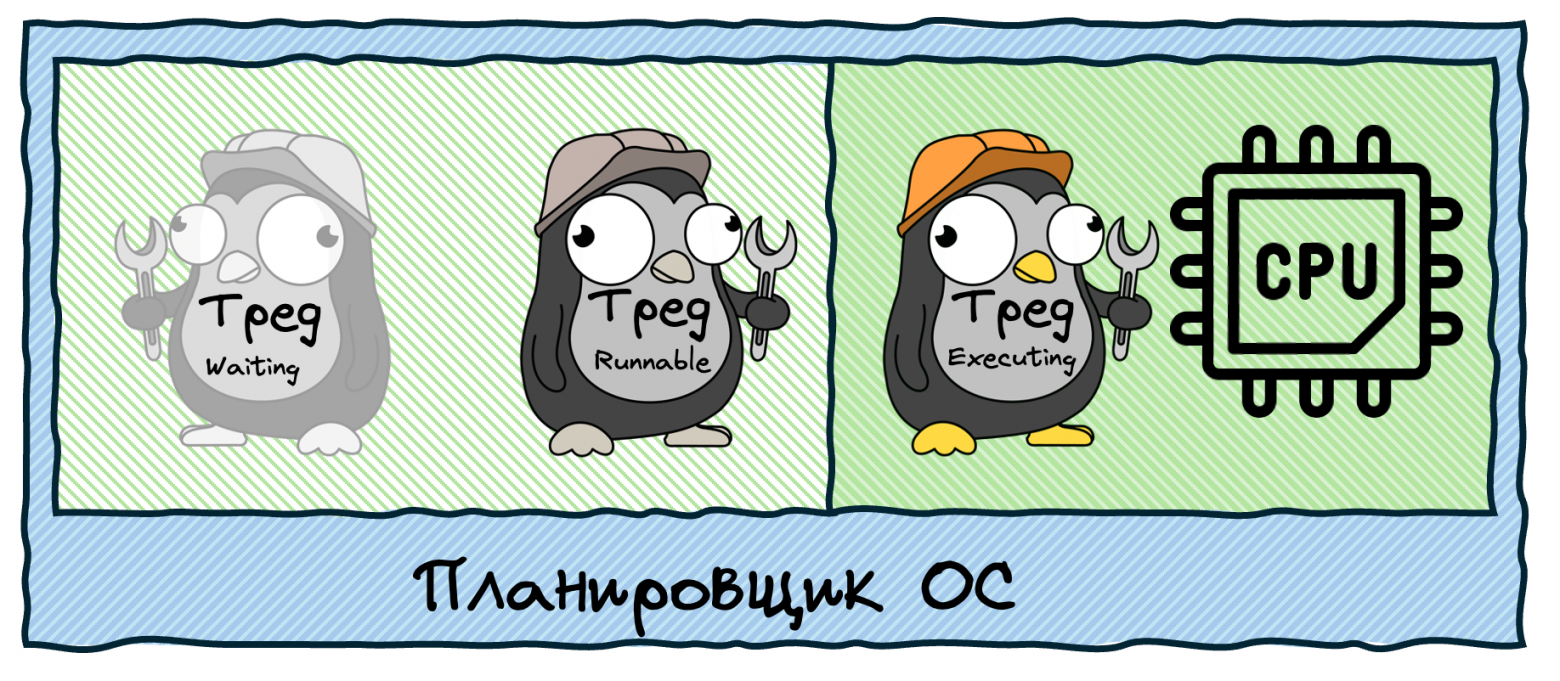 Тред
Waiting
Тред
Runnable
Тред
Executing
CPU
Планировщик ОС